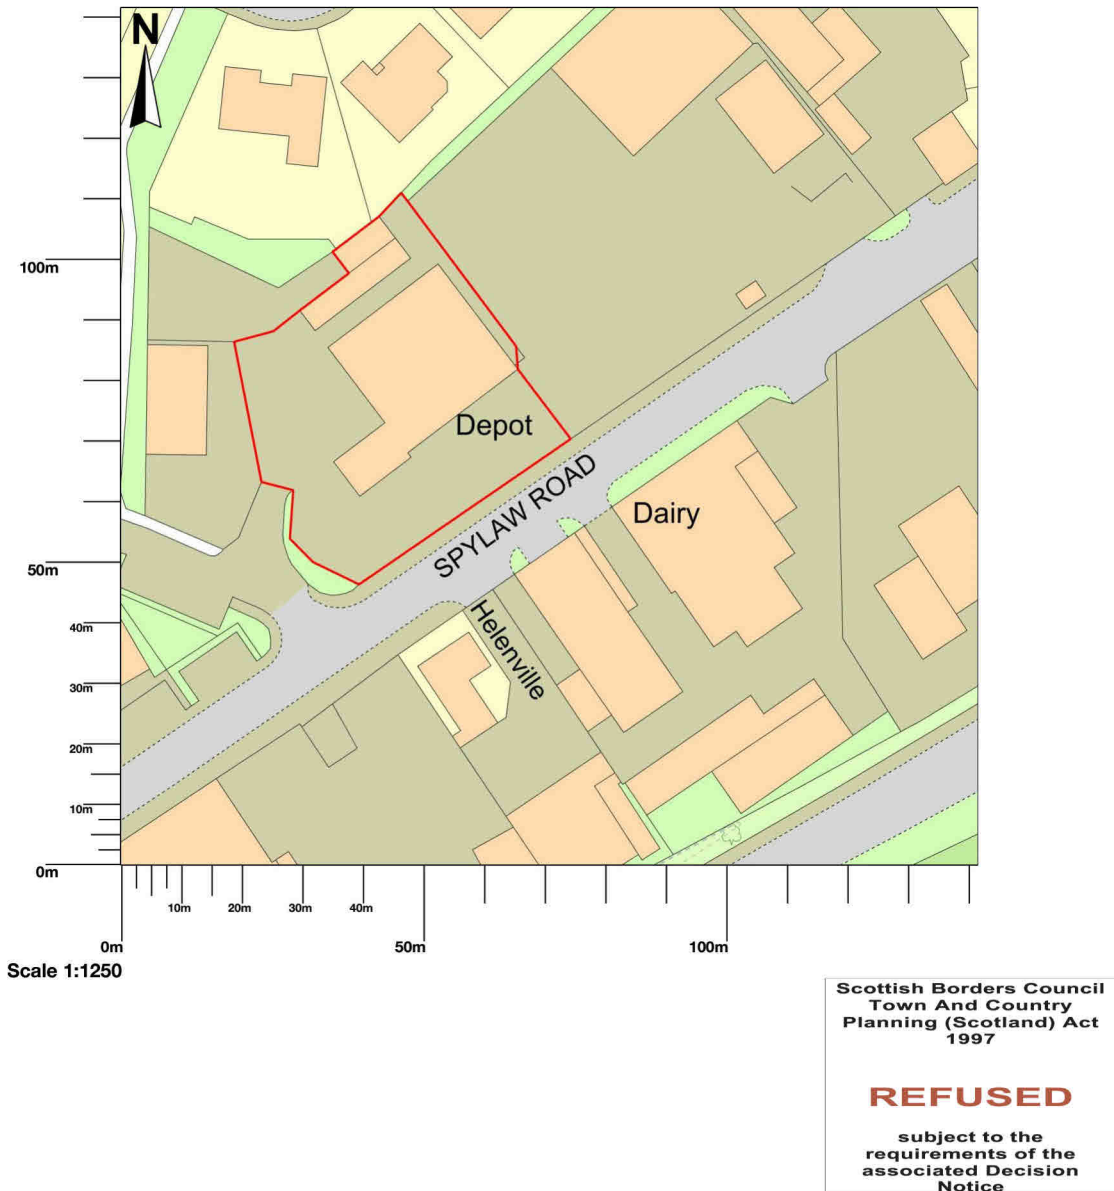 N
100m
50m
40m
30m
20m
10m
0m
Depot
SPYLAW ROAD
Dairy
Helenville
10m
20m
30m
40m
0m
50m
100m
Scale 1:1250
Scottish Borders Council
Town And Country
Planning (Scotland) Act
1997
REFUSED
subject to the
requirements of the
associated Decision
Notice